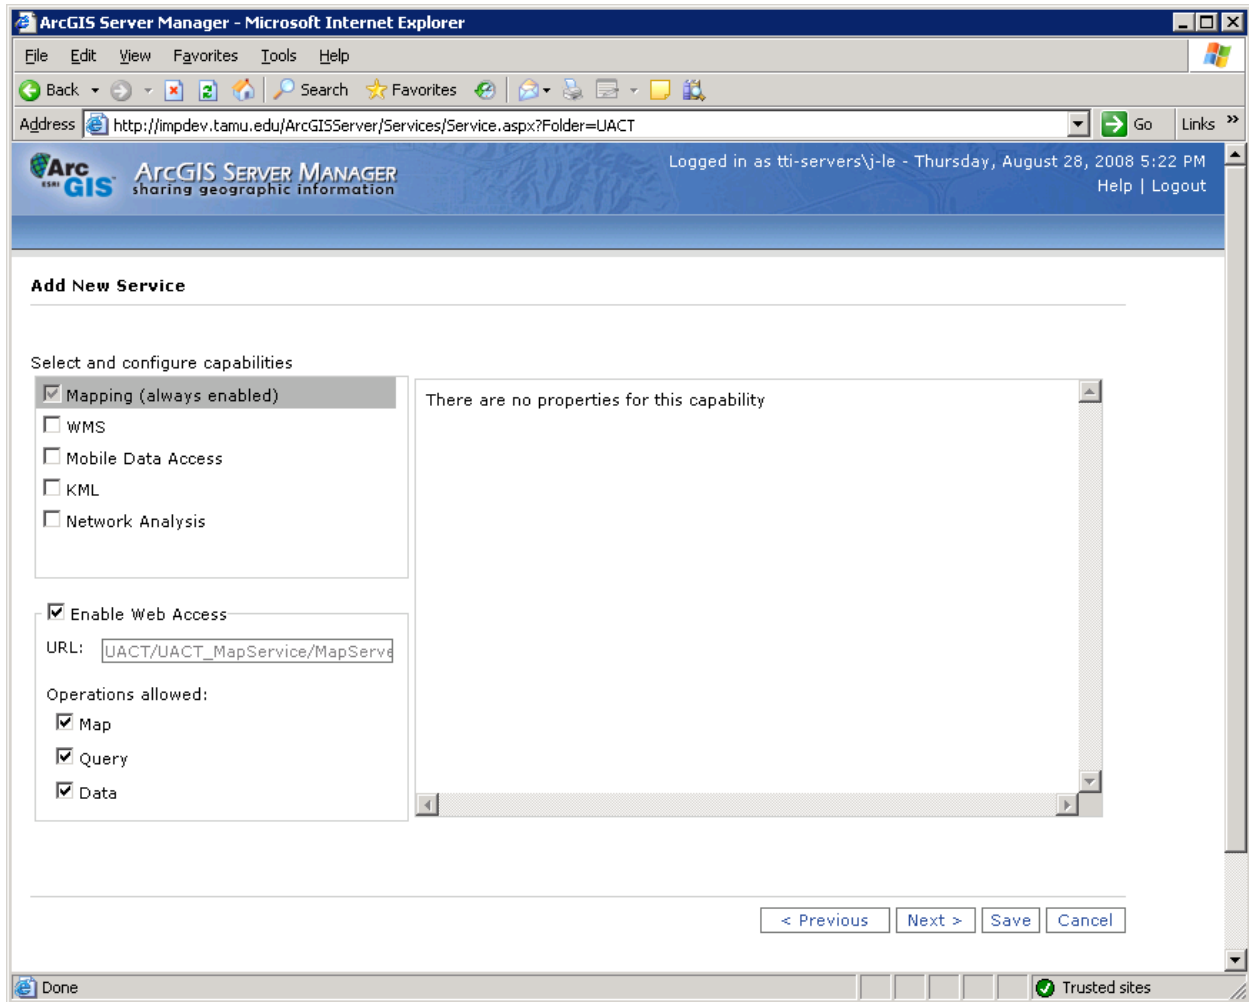 ArcGIS Server Manager - Microsoft Internet Explorer
File Edit View Favorites Tools Help
Back Search Favorites
Address http://impdev.tamu.edu/ArcGISServer/Services/Service.aspx?Folder=UACT Go Links »
Arc GIS ESRI
ArcGIS Server Manager
sharing geographic information
Logged in as tti-servers\j-le - Thursday, August 28, 2008 5:22 PM
Help | Logout
Add New Service
Select and configure capabilities
Mapping (always enabled)
WMS
Mobile Data Access
KML
Network Analysis
There are no properties for this capability
Enable Web Access
URL: UACT/UACT_MapService/MapServe
Operations allowed:
Map
Query
Data
< Previous Next > Save Cancel
Done Trusted sites